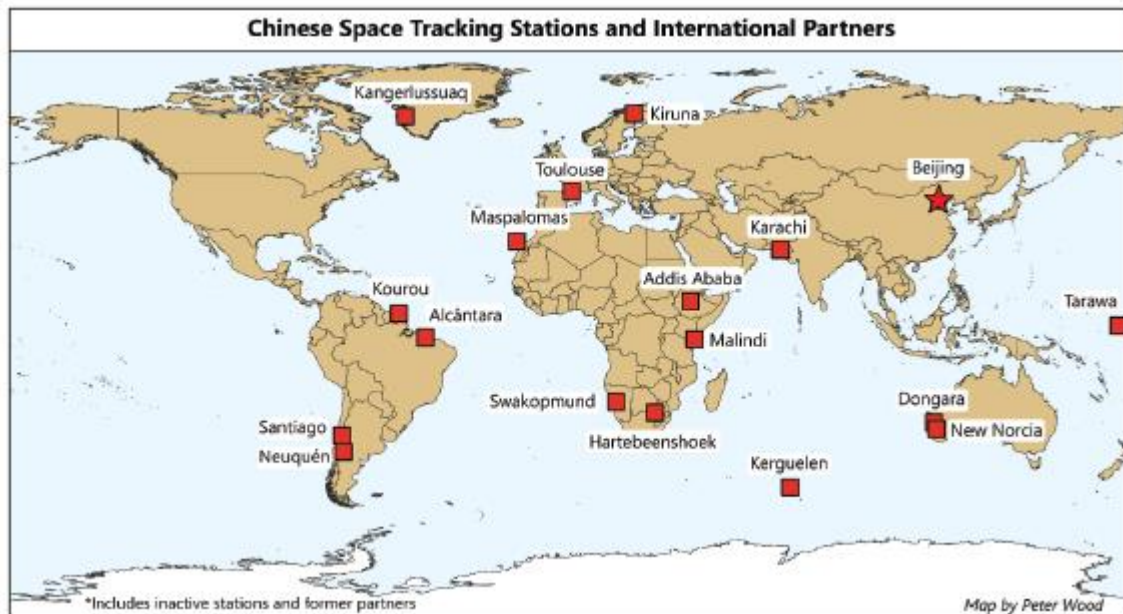 Chinese Space Tracking Stations and International Partners
Kangerlussuaq
Kiruna
Toulouse
Beijing
Maspalomas
Karachi
Addis Ababa
Kourou
Tarawa
Alcântara
Malindi
Swakopmund
Dongara
Santiago
New Norcia
Hartebeenshoek
Neuquén
Kerguelen
*Includes inactive stations and former partners
Map by Peter Wood